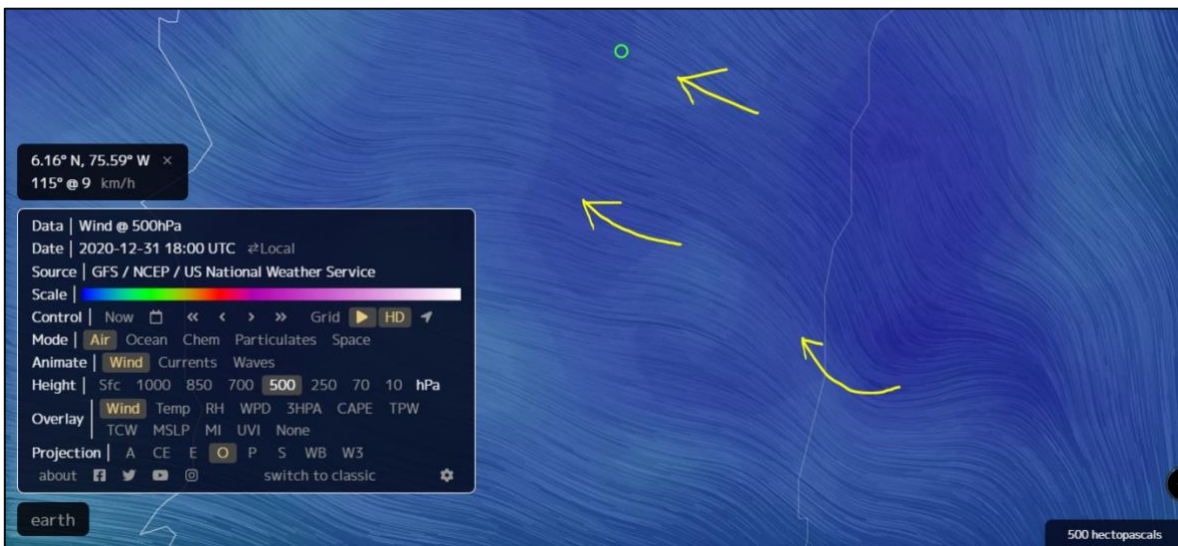 6.16° N, 75.59° W ×
115° @ 9 km/h
Data | Wind @ 500hPa
Date | 2020-12-31 18:00 UTC ⇄Local
Source | GFS / NCEP / US National Weather Service
Scale |
Control | Now « ‹ › » Grid HD
Mode | Air Ocean Chem Particulates Space
Animate | Wind Currents Waves
Height | Sfc 1000 850 700 500 250 70 10 hPa
Overlay | Wind Temp RH WPD 3HPA CAPE TPW
TCW MSLP MI UVI None
Projection | A CE E O P S WB W3
about switch to classic
earth
500 hectopascals